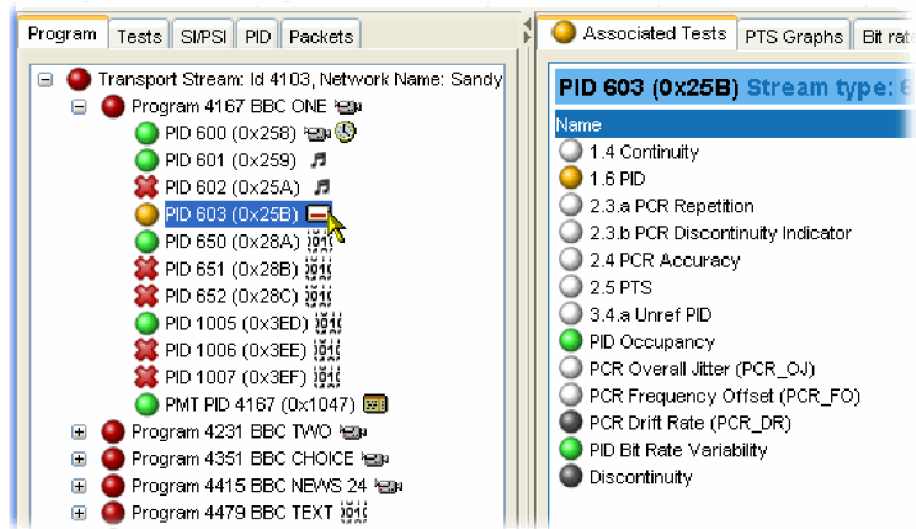 Program Tests SI/PSI PID Packets
Transport Stream: Id 4103, Network Name: Sandy
Program 4167 BBC ONE
PID 600 (0x258)
PID 601 (0x259)
PID 602 (0x25A)
PID 603 (0x25B)
PID 650 (0x28A)
PID 651 (0x28B)
PID 652 (0x28C)
PID 1005 (0x3ED)
PID 1006 (0x3EE)
PID 1007 (0x3EF)
PMT PID 4167 (0x1047)
Program 4231 BBC TWO
Program 4351 BBC CHOICE
Program 4415 BBC NEWS 24
Program 4479 BBC TEXT
Associated Tests PTS Graphs Bit rate
PID 603 (0x25B) Stream type:
Name
1.4 Continuity
1.6 PID
2.3.a PCR Repetition
2.3.b PCR Discontinuity Indicator
2.4 PCR Accuracy
2.5 PTS
3.4.a Unref PID
PID Occupancy
PCR Overall Jitter (PCR_OJ)
PCR Frequency Offset (PCR_FO)
PCR Drift Rate (PCR_DR)
PID Bit Rate Variability
Discontinuity